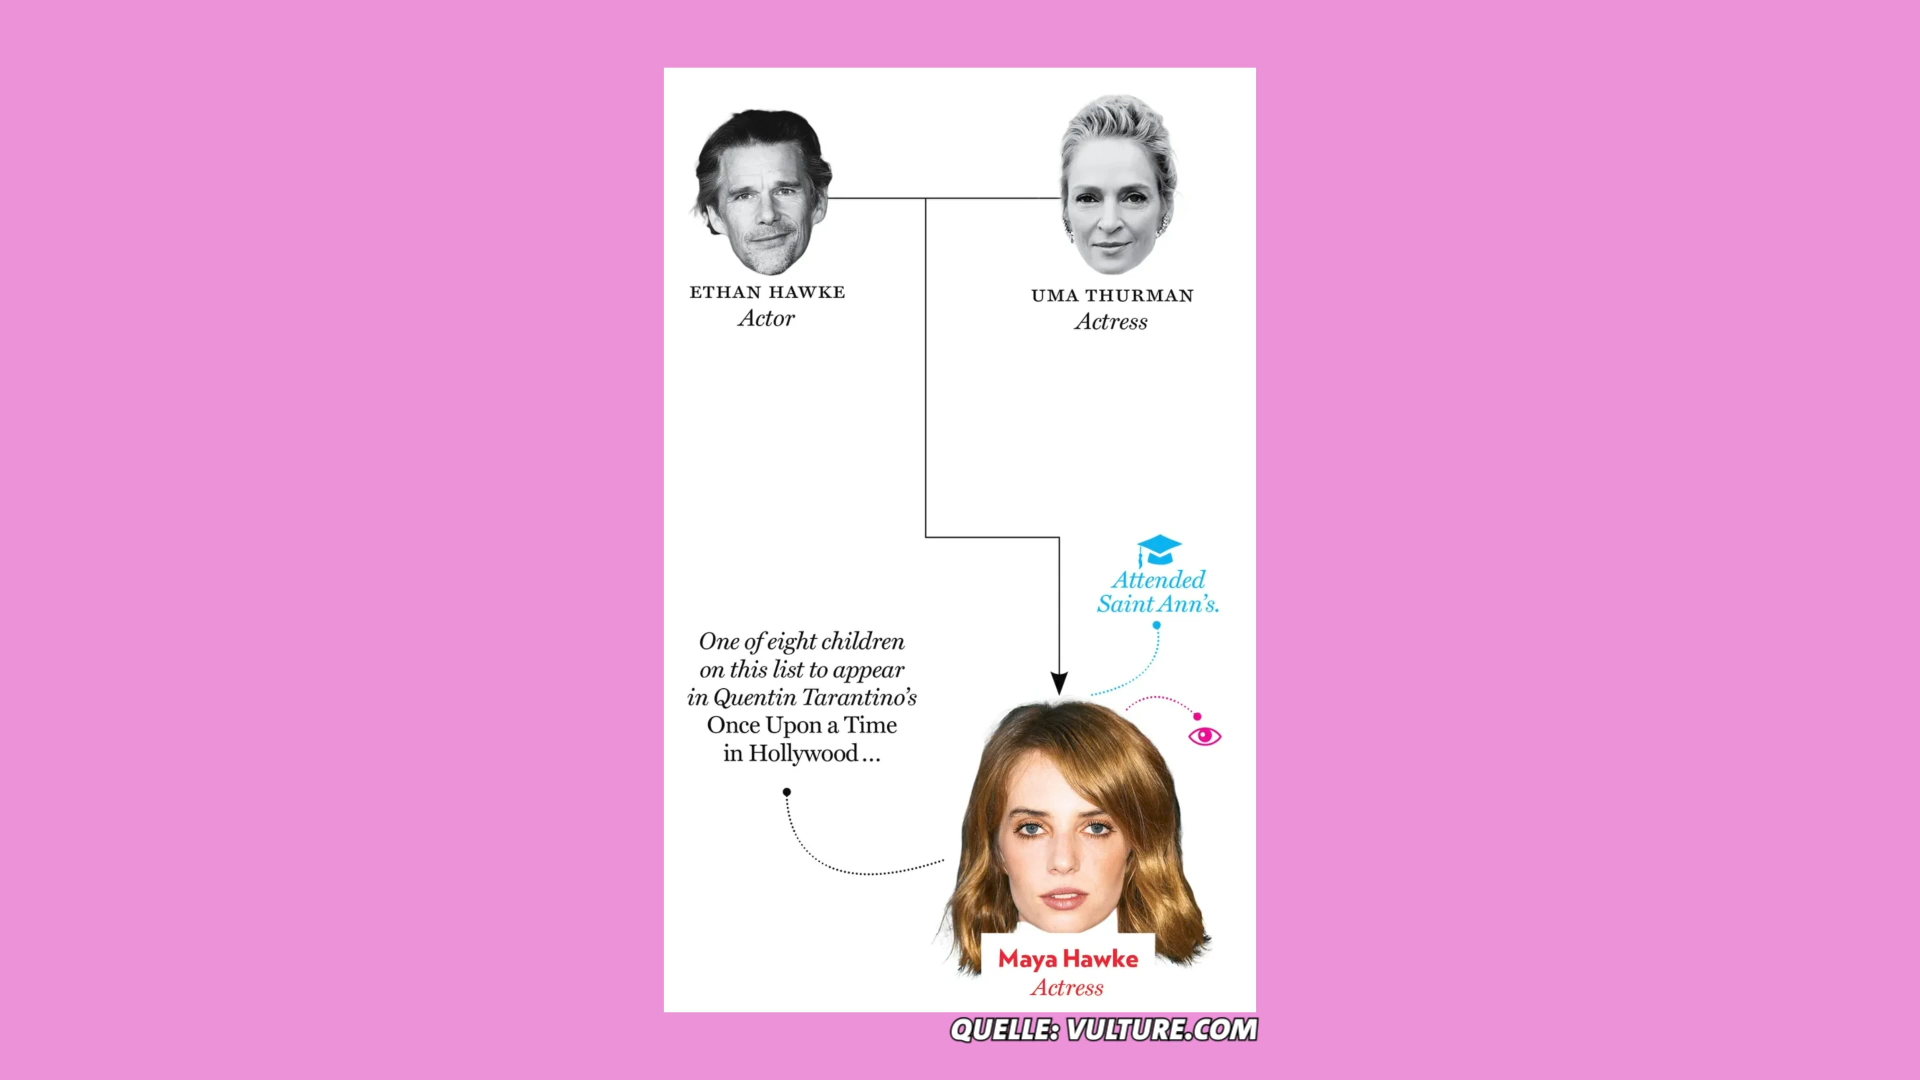 ETHAN HAWKE
Actor
UMA THURMAN
Actress
Attended
Saint Ann's.
One of eight children
on this list to appear
in Quentin Tarantino's
Once Upon a Time
in Hollywood...
Maya Hawke
Actress
QUELLE: VULTURE.COM